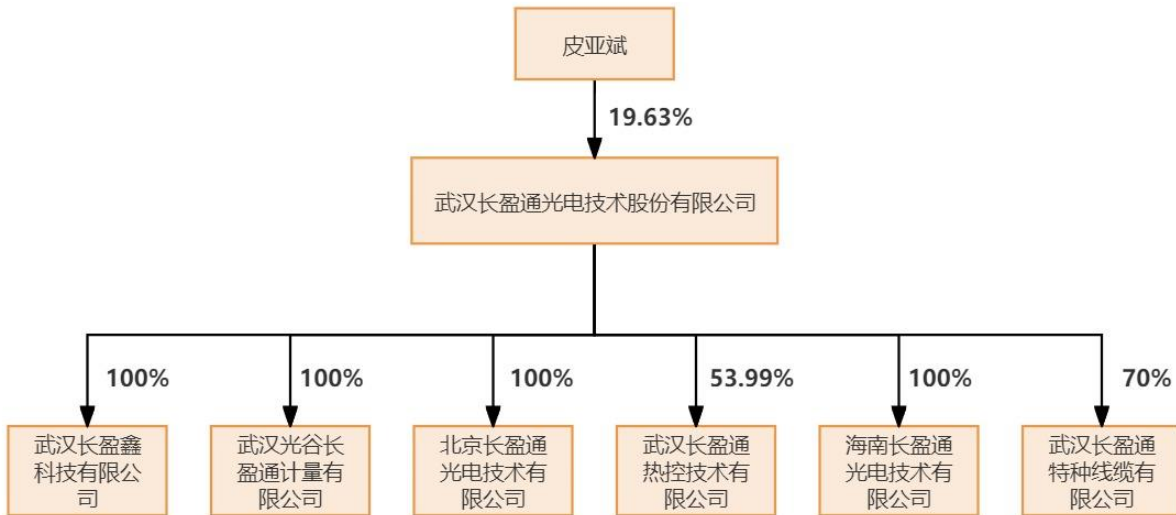 皮亚斌
19.63%
武汉长盈通光电技术股份有限公司
100%
100%
100%
53.99%
100%
70%
武汉长盈鑫
科技有限公
司
武汉光谷长
盈通计量有
限公司
北京长盈通
光电技术有
限公司
武汉长盈通
热控技术有
限公司
海南长盈通
光电技术有
限公司
武汉长盈通
特种线缆有
限公司